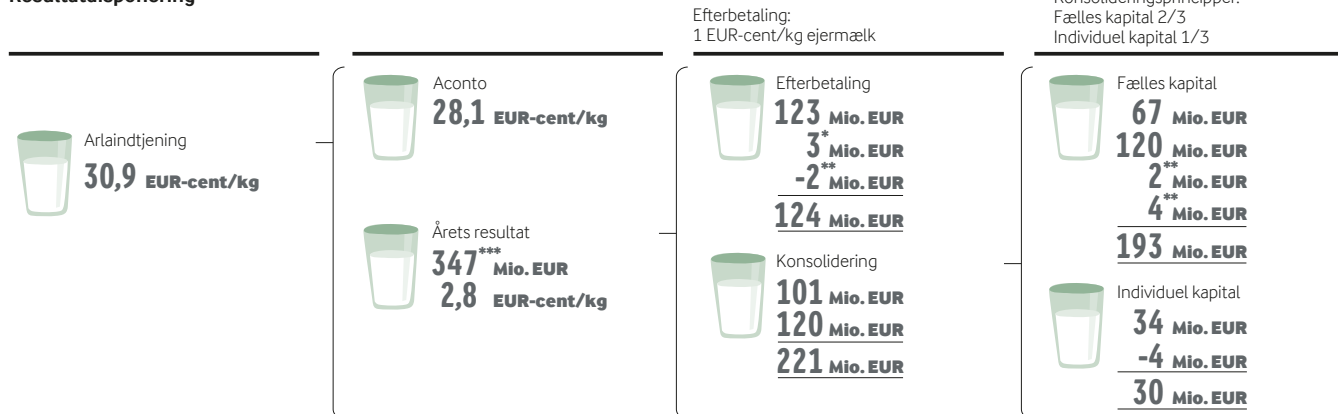 Resultatdisponering
Efterbetaling:
1 EUR-cent/kg ejermælk
Konsolideringsprincipper:
Fælles kapital 2/3
Individuel kapital 1/3
Arlaindtjening
30,9 EUR-cent/kg
Aconto
28,1 EUR-cent/kg
Årets resultat
347*** Mio. EUR
2,8 EUR-cent/kg
Efterbetaling
123 Mio. EUR
3* Mio. EUR
-2** Mio. EUR
124 Mio. EUR
Konsolidering
101 Mio. EUR
120 Mio. EUR
221 Mio. EUR
Fælles kapital
67 Mio. EUR
120 Mio. EUR
2** Mio. EUR
4** Mio. EUR
193 Mio. EUR
Individuel kapital
34 Mio. EUR
-4 Mio. EUR
30 Mio. EUR